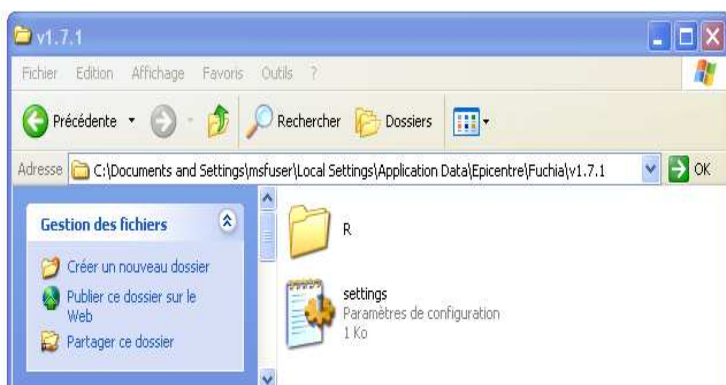 v1.7.1
Fichier Edition Affichage Favoris Outils ?
Précédente Rechercher Dossiers
Adresse C:\Documents and Settings\msfuser\Local Settings\Application Data\Epicentre\Fuchia\v1.7.1 OK
Gestion des fichiers
Créer un nouveau dossier
Publier ce dossier sur le
Web
Partager ce dossier
R
settings
Paramètres de configuration
1 Ko